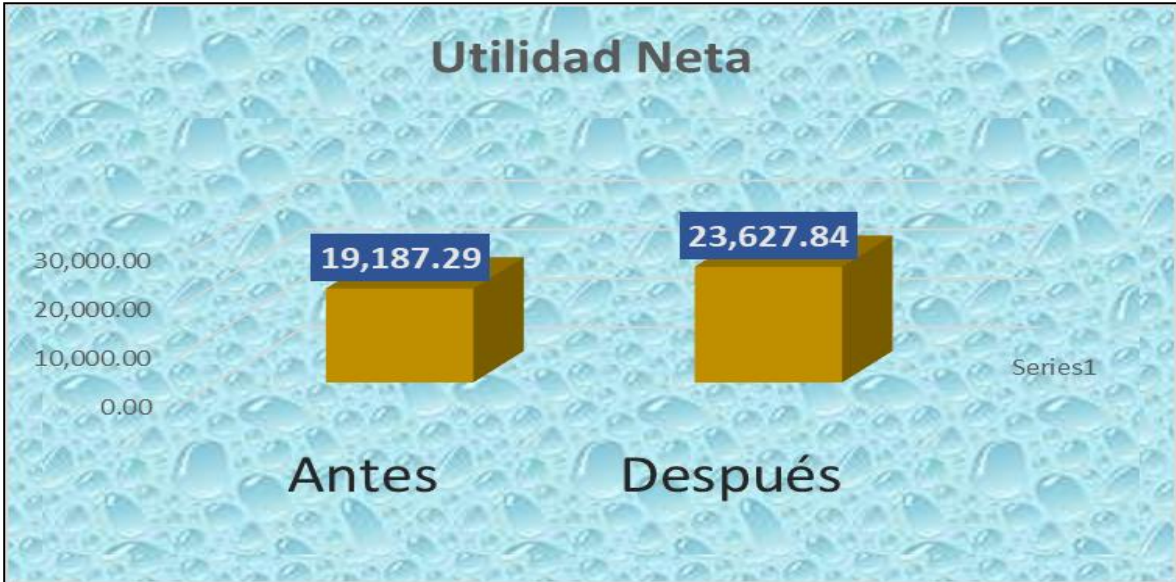 Utilidad Neta
30,000.00
20,000.00
10,000.00
0.00
19,187.29
23,627.84
Series1
Antes
Después